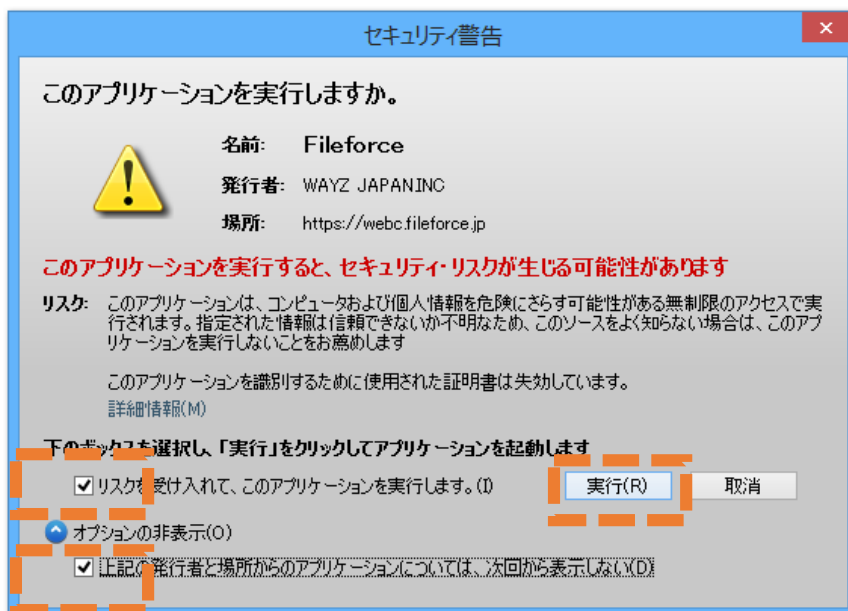 セキュリティ警告
×
このアプリケーションを実行しますか。
名前: Fileforce
発行者: WAYZ JAPANINC
場所: https://webc.fileforce.jp
このアプリケーションを実行すると、セキュリティ・リスクが生じる可能性があります
リスク: このアプリケーションは、コンピュータおよび個人情報を危険にさらす可能性がある無制限のアクセスで実
行されます。指定された情報は信頼できないか不明なため、このソースをよく知らない場合は、このアプ
リケーションを実行しないことをお薦めします
このアプリケーションを識別するために使用された証明書は失効しています。
詳細情報(M)
下のボックスを選択し、「実行」をクリックしてアプリケーションを起動します
リスクを受け入れて、このアプリケーションを実行します。(I) 実行(R) 取消
オプションの非表示(O)
上記の発行者と場所からのアプリケーションについては、次回から表示しない(D)